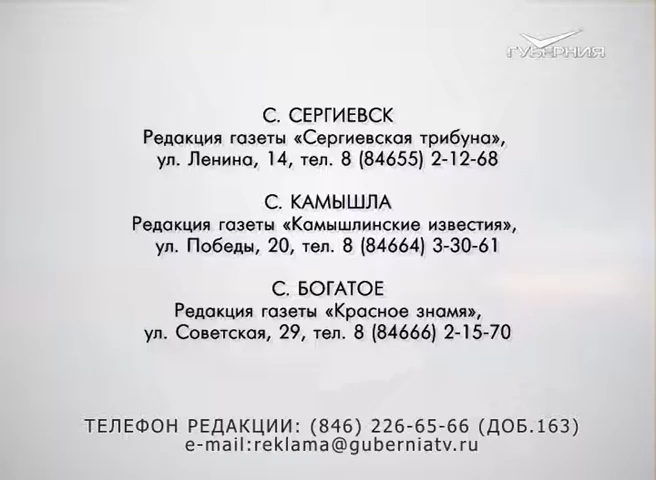 ГУБЕРНИЯ
С. СЕРГИЕВСК
Редакция газеты «Сергиевская трибуна»,
ул. Ленина, 14, тел. 8 (84655) 2-12-68
С. КАМЫШЛА
Редакция газеты «Камышлинские известия»,
ул. Победы, 20, тел. 8 (84664) 3-30-61
С. БОГАТОЕ
Редакция газеты «Красное знамя»,
ул. Советская, 29, тел. 8 (84666) 2-15-70
ТЕЛЕФОН РЕДАКЦИИ: (846) 226-65-66 (ДОБ.163)
e-mail:reklama@guberniatv.ru